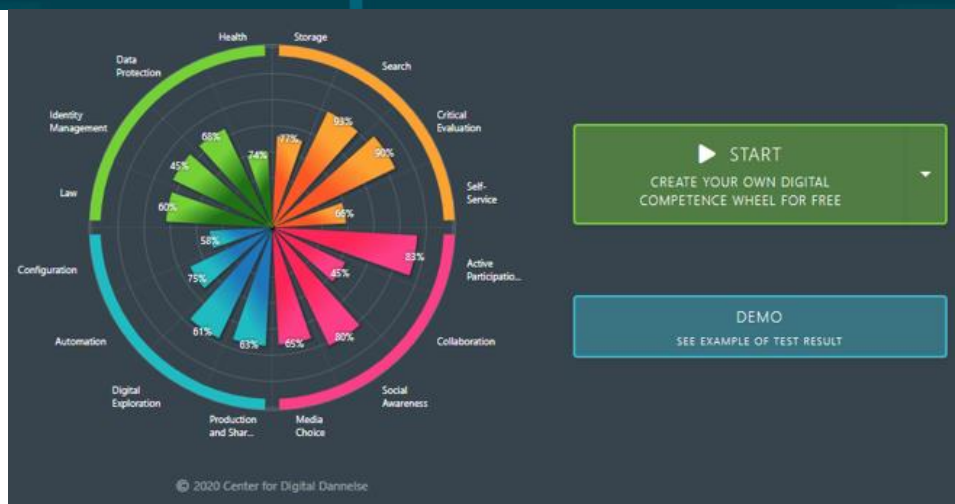 Health
Storage
Data
Protection
Search
Identity
Management
Critical
Evaluation
Law
Self-
Service
68%
74%
77%
93%
90%
45%
60%
66%
58%
83%
75%
45%
61%
63%
65%
80%
Configuration
Active
Participatio...
Automation
Collaboration
Digital
Exploration
Social
Awareness
Production
and Shar...
Media
Choice
START
CREATE YOUR OWN DIGITAL
COMPETENCE WHEEL FOR FREE
DEMO
SEE EXAMPLE OF TEST RESULT
© 2020 Center for Digital Dannelse